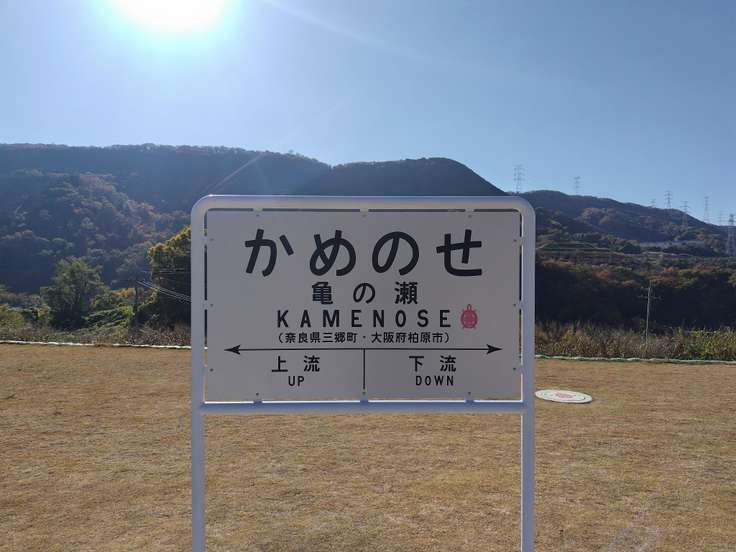 かめのせ
亀の瀬
KAMENOSE
(奈良県三郷町・大阪府柏原市)
上流 下流
UP DOWN